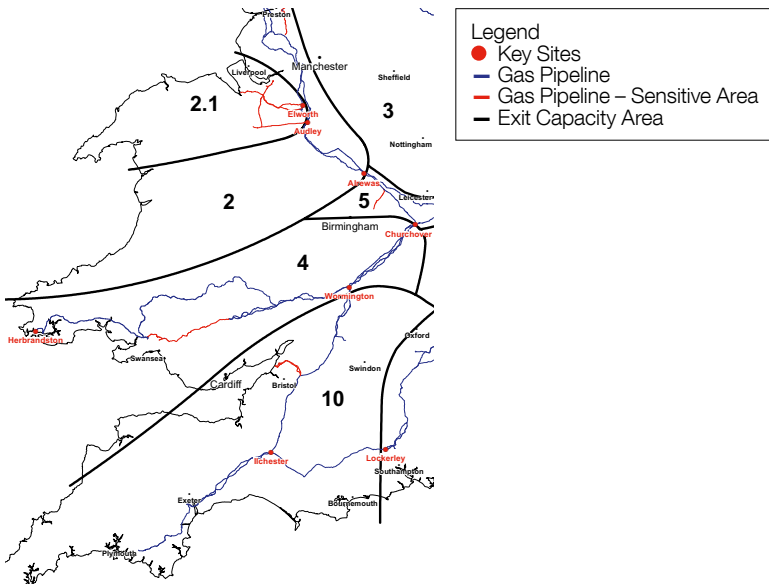 Preston
Manchester
Liverpool
Sheffield
2.1
3
Elworth
Audley
Nottingham
Alrewas
Leicester
2
5
Birmingham
Churchover
4
Wormington
Herbrandston
Oxford
Swansea
Swindon
Cardiff
Bristol
10
Ilchester
Lockerley
Southampton
Exeter
Bournemouth
Plymouth
Legend
Key Sites
Gas Pipeline
Gas Pipeline – Sensitive Area
Exit Capacity Area